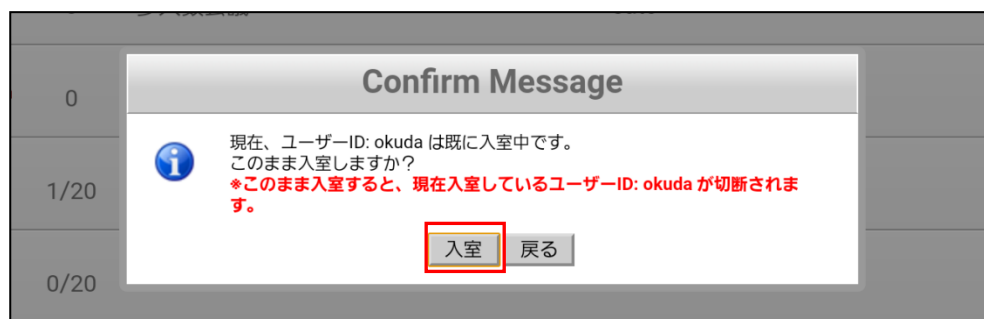 Confirm Message
0
現在、ユーザーID: okuda は既に入室中です。
このまま入室しますか？
※このまま入室すると、現在入室しているユーザーID: okuda が切断されま
す。
1/20
入室 戻る
0/20